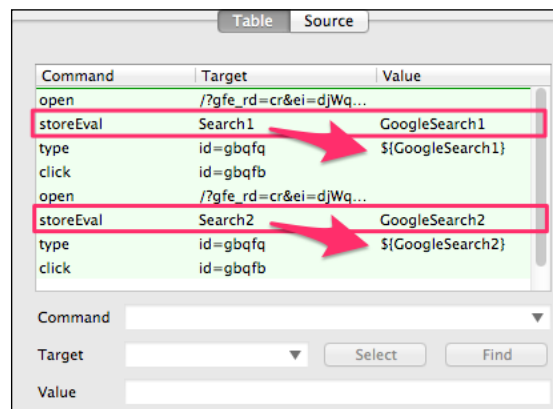 Table Source
Command Target Value
open /?gfe_rd=cr&ei=djWq...
storeEval Search1 GoogleSearch1
type id=gbqfq ${GoogleSearch1}
click id=gbqfb
open /?gfe_rd=cr&ei=djWq...
storeEval Search2 GoogleSearch2
type id=gbqfq ${GoogleSearch2}
click id=gbqfb
Command
Target Select Find
Value